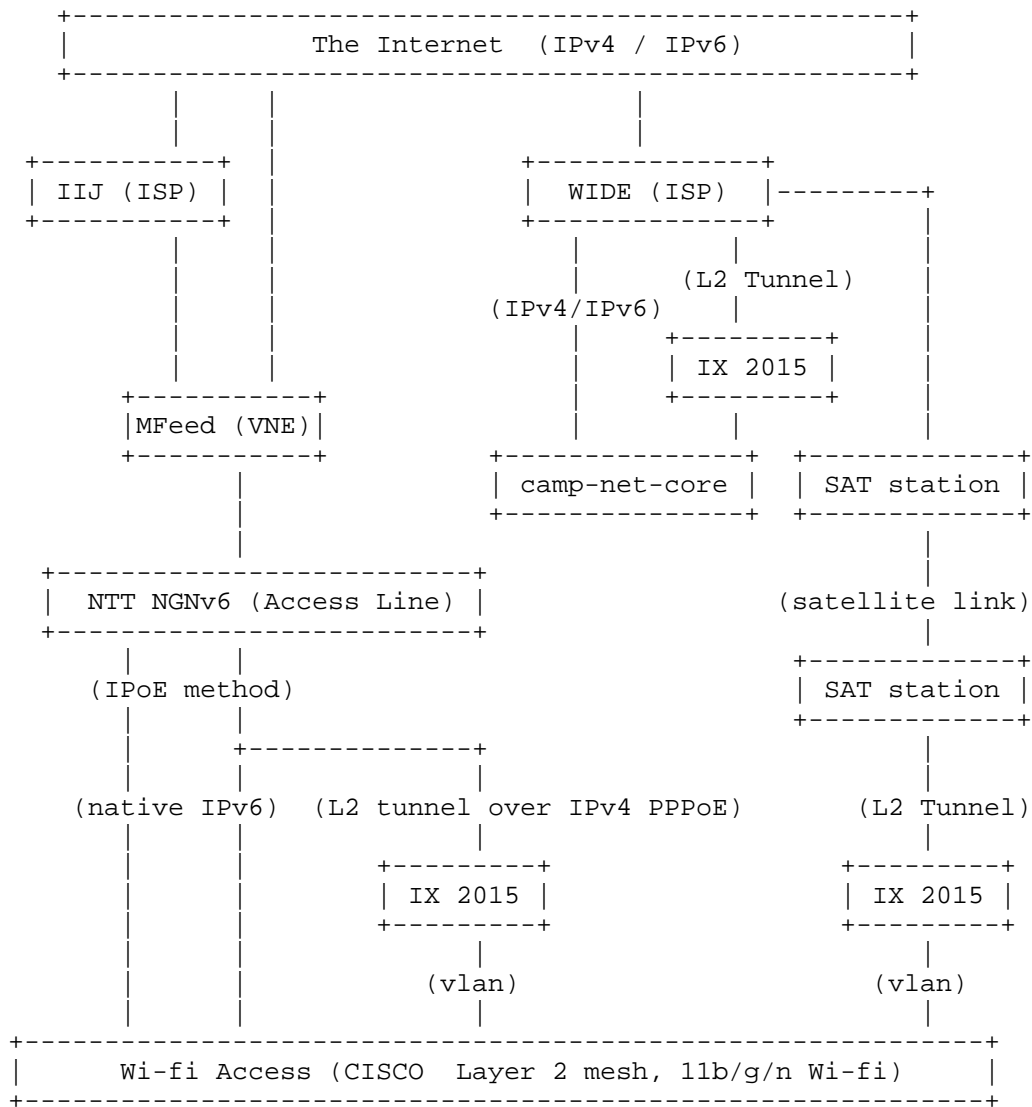 The Internet (IPv4 / IPv6)
IIJ (ISP) WIDE (ISP)
(L2 Tunnel)
(IPv4/IPv6)
IX 2015
MFeed (VNE)
camp-net-core SAT station
NTT NGNv6 (Access Line) (satellite link)
SAT station
(IPoE method)
(native IPv6) (L2 tunnel over IPv4 PPPoE) (L2 Tunnel)
IX 2015 IX 2015
(vlan) (vlan)
Wi-fi Access (CISCO Layer 2 mesh, 11b/g/n Wi-fi)